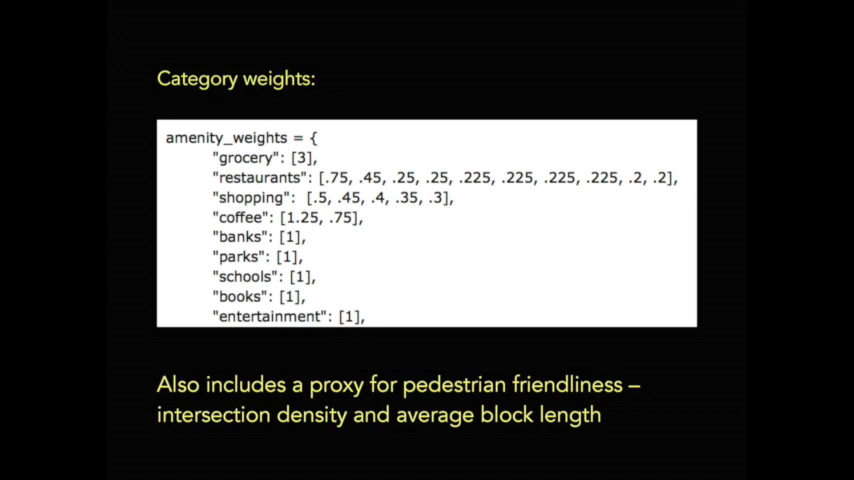 Category weights:
amenity_weights = {
"grocery": [3],
"restaurants": [.75, .45, .25, .25, .225, .225, .225, .225, .2, .2],
"shopping": [.5, .45, .4, .35, .3],
"coffee": [1.25, .75],
"banks": [1],
"parks": [1],
"schools": [1],
"books": [1],
"entertainment": [1],
Also includes a proxy for pedestrian friendliness –
intersection density and average block length